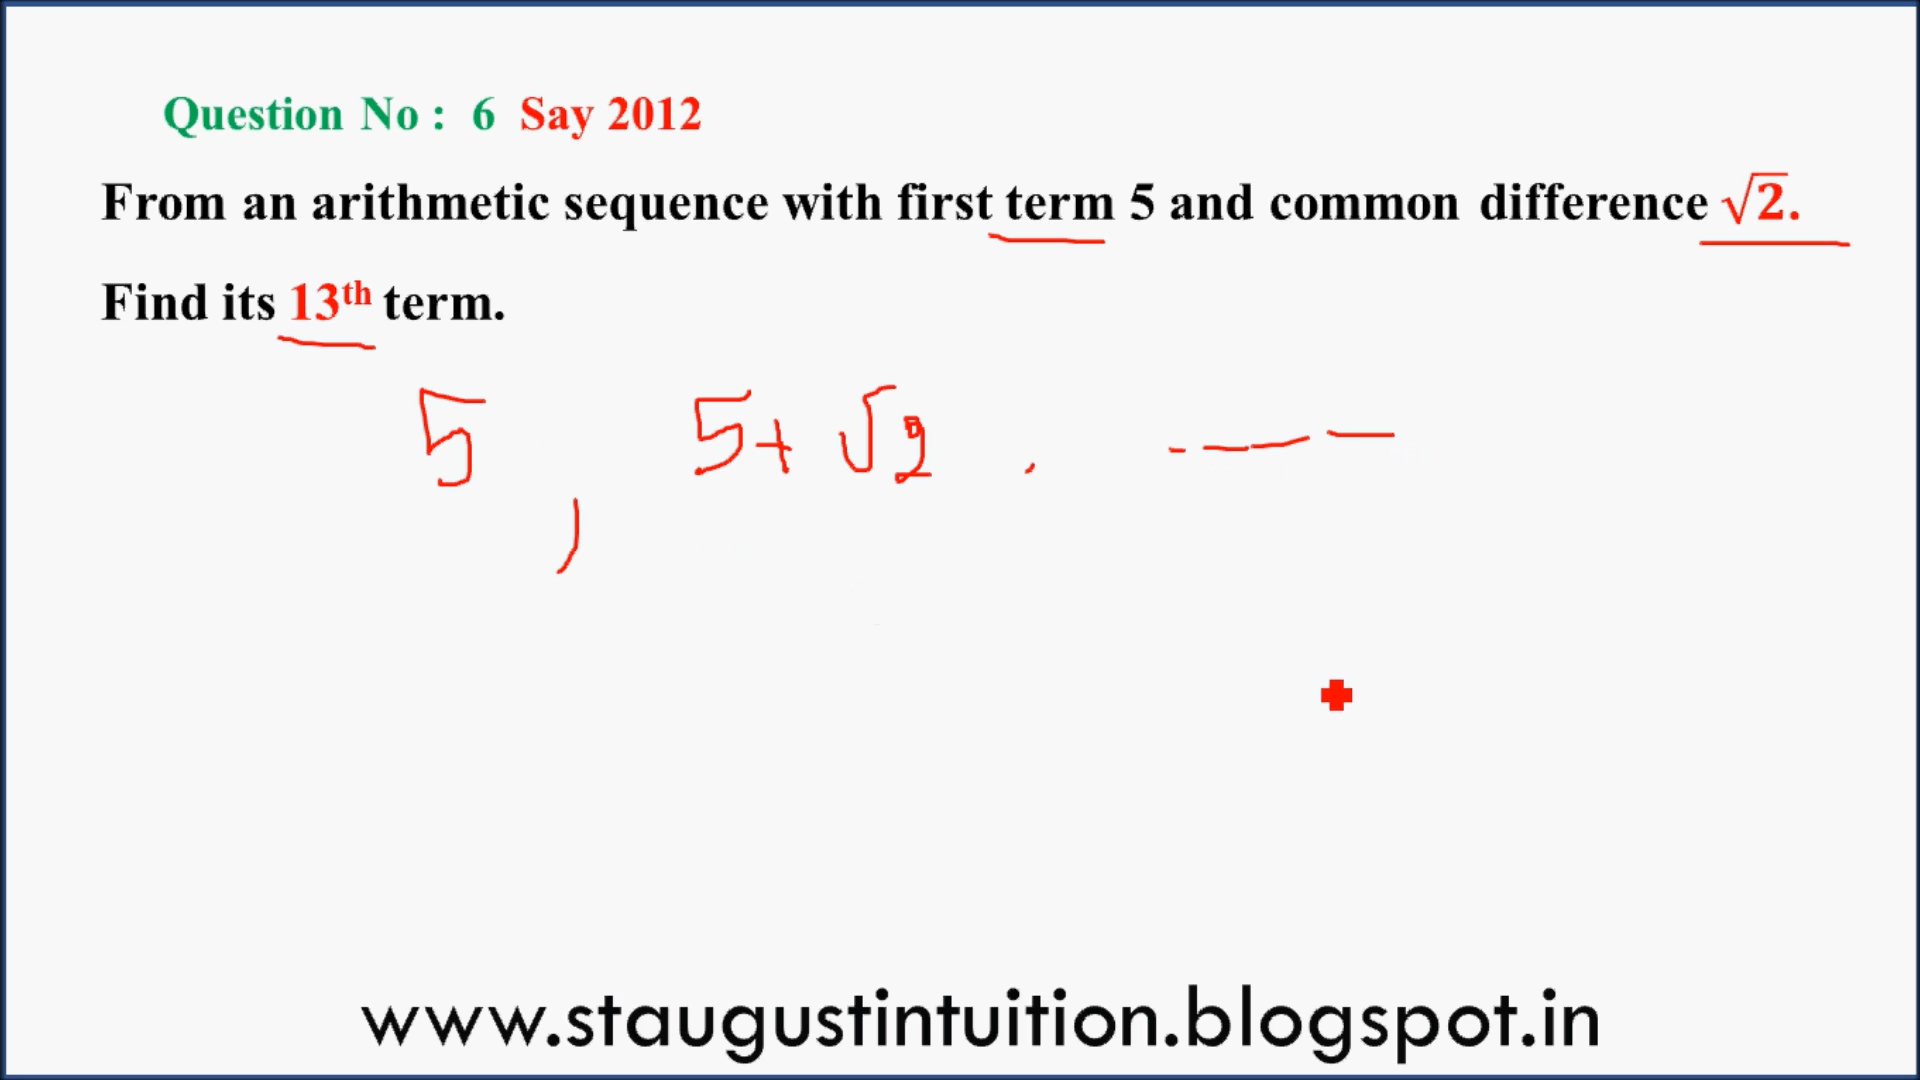 Question No : 6 Say 2012
From an arithmetic sequence with first term 5 and common difference √2.
Find its 13th term.
5 , 5+ √2 . - — — —
www.staugustintuition.blogspot.in